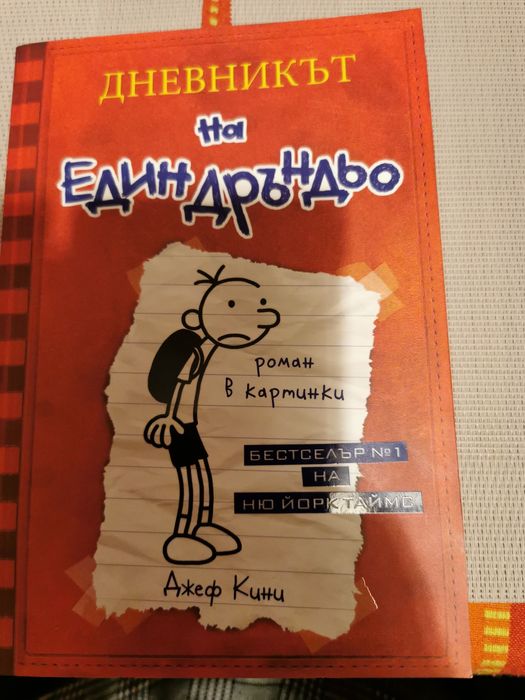 ДНЕВНИКЪТ
на
ЕДИН ДРЪНДЬО
роман
в картинки
БЕСТСЕЛЪР №1
НА
НЮ ЙОРК ТАЙМС
Джеф Кини